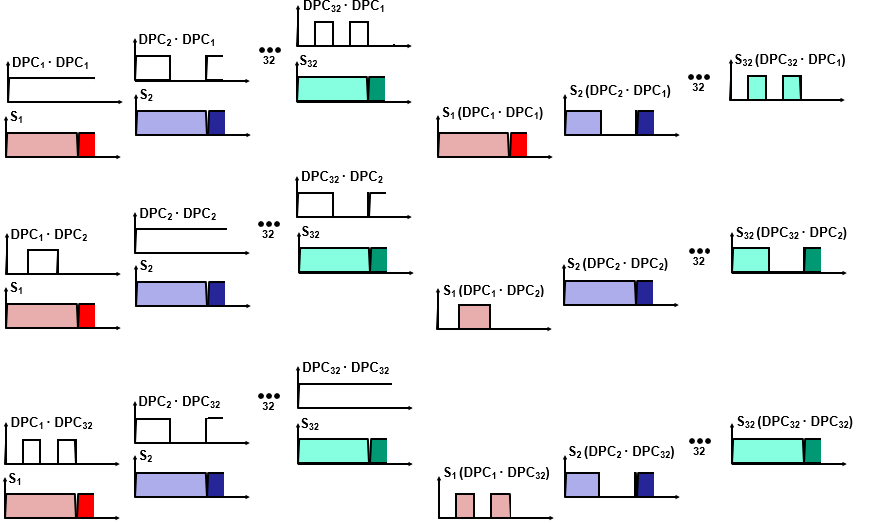 DPC₁ · DPC₁
DPC₂ · DPC₁
●●●
32
DPC₃₂ · DPC₁
S₁
S₂
S₃₂
S₁ (DPC₁ · DPC₁)
S₂ (DPC₂ · DPC₁)
●●●
32
S₃₂ (DPC₃₂ · DPC₁)
DPC₁ · DPC₂
DPC₂ · DPC₂
●●●
32
DPC₃₂ · DPC₂
S₁
S₂
S₃₂
S₁ (DPC₁ · DPC₂)
S₂ (DPC₂ · DPC₂)
●●●
32
S₃₂ (DPC₃₂ · DPC₂)
DPC₁ · DPC₃₂
DPC₂ · DPC₃₂
●●●
32
DPC₃₂ · DPC₃₂
S₁
S₂
S₃₂
S₁ (DPC₁ · DPC₃₂)
S₂ (DPC₂ · DPC₃₂)
●●●
32
S₃₂ (DPC₃₂ · DPC₃₂)